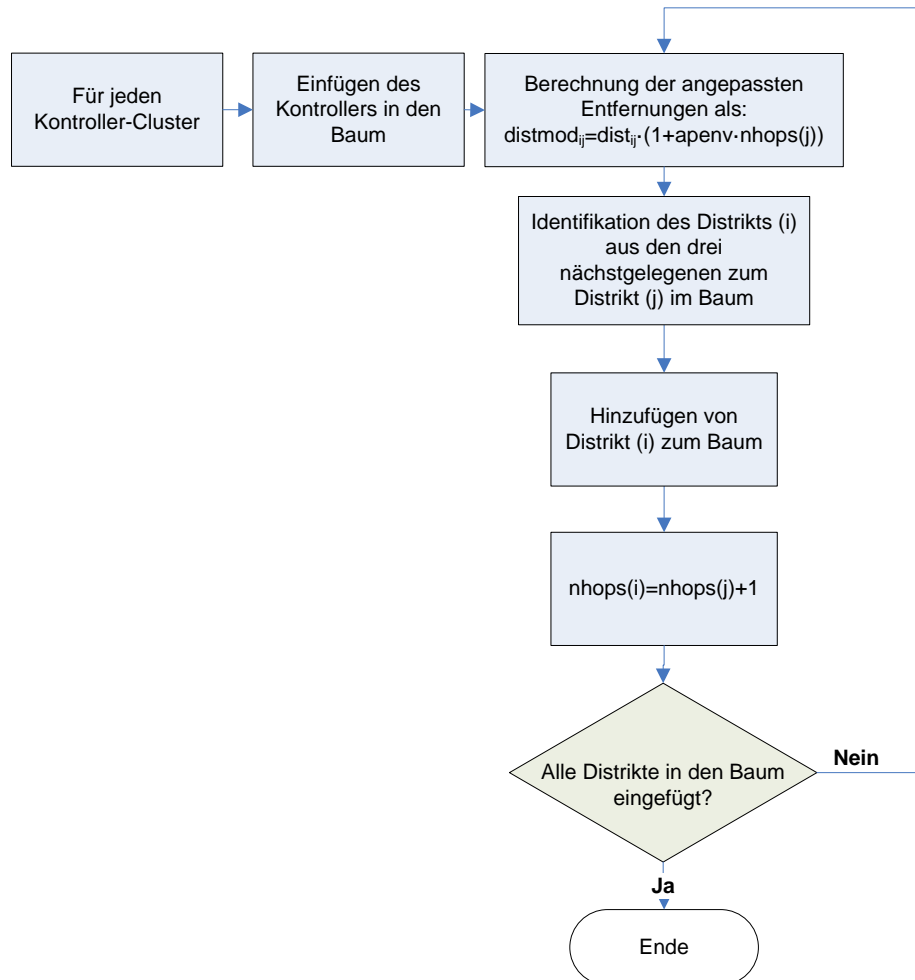 Für jeden
Kontroller-Cluster
Einfügen des
Kontrollers in den
Baum
Berechnung der angepassten
Entfernungen als:
distmodij=distij·(1+apenv·nhops(j))
Identifikation des Distrikts (i)
aus den drei
nächstgelegenen zum
Distrikt (j) im Baum
Hinzufügen von
Distrikt (i) zum Baum
nhops(i)=nhops(j)+1
Alle Distrikte in den Baum
eingefügt?
Nein
Ja
Ende